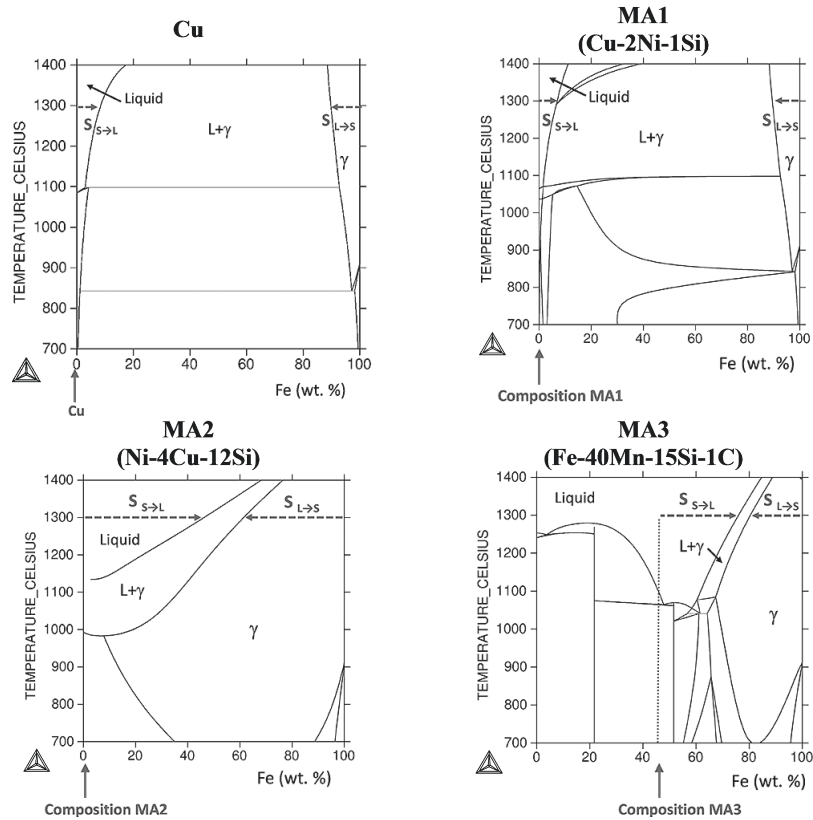 Cu
1400
1300
1100
1000
900
800
700
TEMPERATURE_CELSIUS
Liquid
S S→L
L+γ
S L→S
γ
0 20 40 60 80 100
Fe (wt. %)
Cu
MA1
(Cu-2Ni-1Si)
1400
1300
1200
1100
1000
900
800
700
TEMPERATURE_CELSIUS
Liquid
S S→L
L+γ
S L→S
γ
0 20 40 60 80 100
Fe (wt. %)
Composition MA1
MA2
(Ni-4Cu-12Si)
1400
1300
1200
1100
1000
900
800
700
TEMPERATURE_CELSIUS
S S→L
S L→S
Liquid
L+γ
γ
0 20 40 60 80 100
Fe (wt. %)
Composition MA2
MA3
(Fe-40Mn-15Si-1C)
1400
1300
1200
1100
1000
900
800
700
TEMPERATURE_CELSIUS
Liquid
S S→L
S L→S
L+γ
γ
0 20 40 60 80 100
Fe (wt. %)
Composition MA3